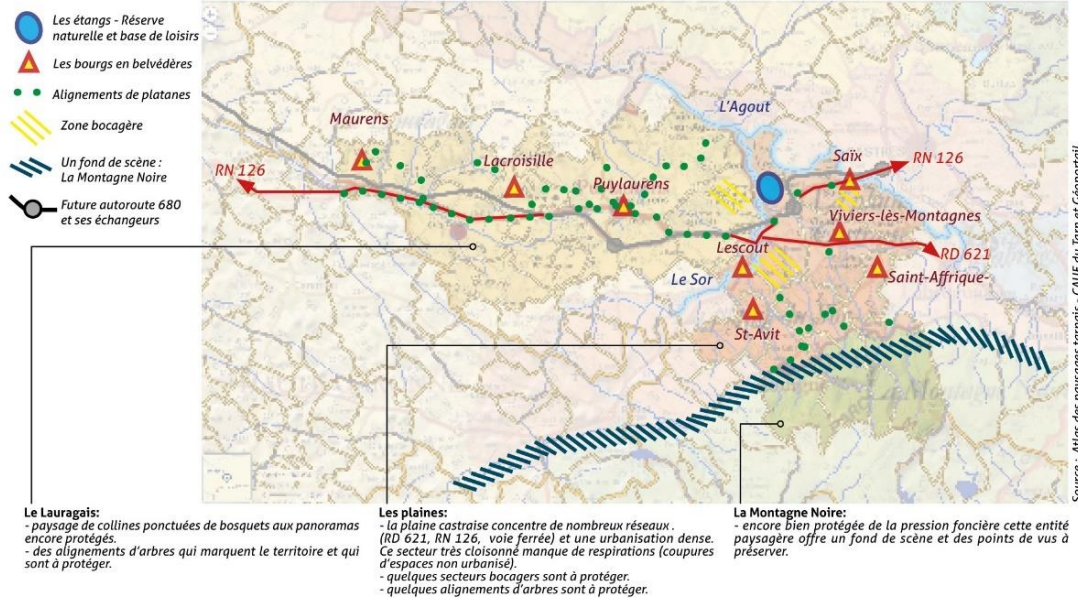 Les étangs - Réserve
naturelle et base de loisirs
Les bourgs en belvédères
Alignements de platanes
Zone bocagère
Un fond de scène :
La Montagne Noire
Future autoroute 680
et ses échangeurs
L'Agout
Maurens
Saïx
RN 126
Lacroisille
RN 126
Puylaurens
Viviers-lès-Montagnes
Lescout
RD 621
Le Sor
Saint-Affrique-
St-Avit
La Montagne
Source : Atlas des paysages tarnais - CAUE du Tarn et Géoportail
Le Lauragais:
- paysage de collines ponctuées de bosquets aux panoramas
encore protégés.
- des alignements d'arbres qui marquent le territoire et qui
sont à protéger.
Les plaines:
- la plaine castraise concentre de nombreux réseaux .
(RD 621, RN 126, voie ferrée) et une urbanisation dense.
Ce secteur très cloisonné manque de respirations (coupures
d'espaces non urbanisé).
- quelques secteurs bocagers sont à protéger.
- quelques alignements d'arbres sont à protéger.
La Montagne Noire:
- encore bien protégée de la pression foncière cette entité
paysagère offre un fond de scène et des points de vus à
préserver.